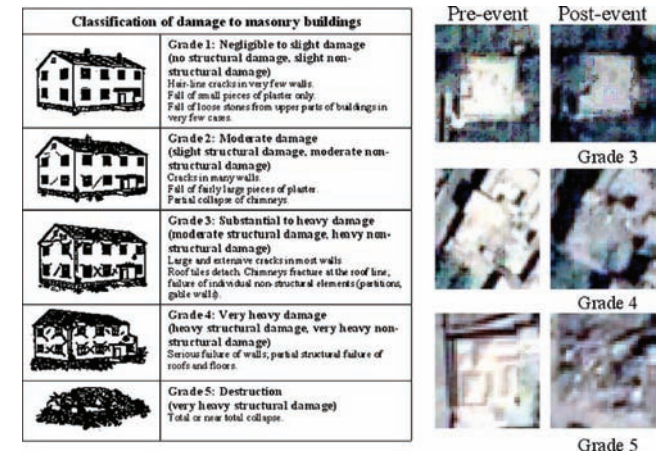 Classification of damage to masonry buildings
Grade 1: Negligible to slight damage
(no structural damage, slight non-
structural damage)
Hair-line cracks in very few walls.
Fall of small pieces of plaster only.
Fall of loose stones from upper parts of buildings in
very few cases.
Grade 2: Moderate damage
(slight structural damage, moderate non-
structural damage)
Cracks in many walls.
Fall of fairly large pieces of plaster.
Partial collapse of chimneys.
Grade 3: Substantial to heavy damage
(moderate structural damage, heavy non-
structural damage)
Large and extensive cracks in most walls.
Roof tiles detach. Chimneys fracture at the roof line;
failure of individual non-structural elements (partitions,
gable walls).
Grade 4: Very heavy damage
(heavy structural damage, very heavy non-
structural damage)
Serious failure of walls; partial structural failure of
roofs and floors.
Grade 5: Destruction
(very heavy structural damage)
Total or near total collapse.
Pre-event Post-event
Grade 3
Grade 4
Grade 5